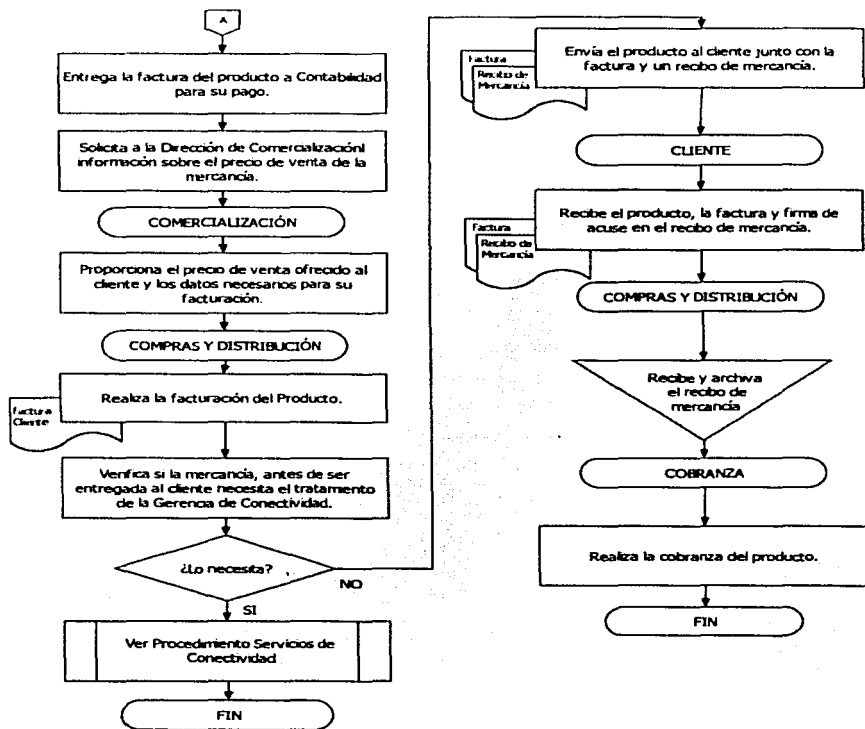 A
Entrega la factura del producto a Contabilidad
para su pago.
Solicita a la Dirección de Comercializaciónl
información sobre el precio de venta de la
mercancía.
COMERCIALIZACIÓN
Proporciona el precio de venta ofrecido al
cliente y los datos necesarios para su
facturación.
COMPRAS Y DISTRIBUCIÓN
Realiza la facturación del Producto.
Factura
Cliente
Verifica si la mercancía, antes de ser
entregada al cliente necesita el tratamiento
de la Gerencia de Conectividad.
¿Lo necesita?
NO
SI
Ver Procedimiento Servicios de
Conectividad
FIN
Envía el producto al cliente junto con la
factura y un recibo de mercancía.
Factura
Recibo de
Mercancía
CLIENTE
Recibe el producto, la factura y firma de
acuse en el recibo de mercancía.
Factura
Recibo de
Mercancía
COMPRAS Y DISTRIBUCIÓN
Recibe y archiva
el recibo de
mercancía
COBRANZA
Realiza la cobranza del producto.
FIN